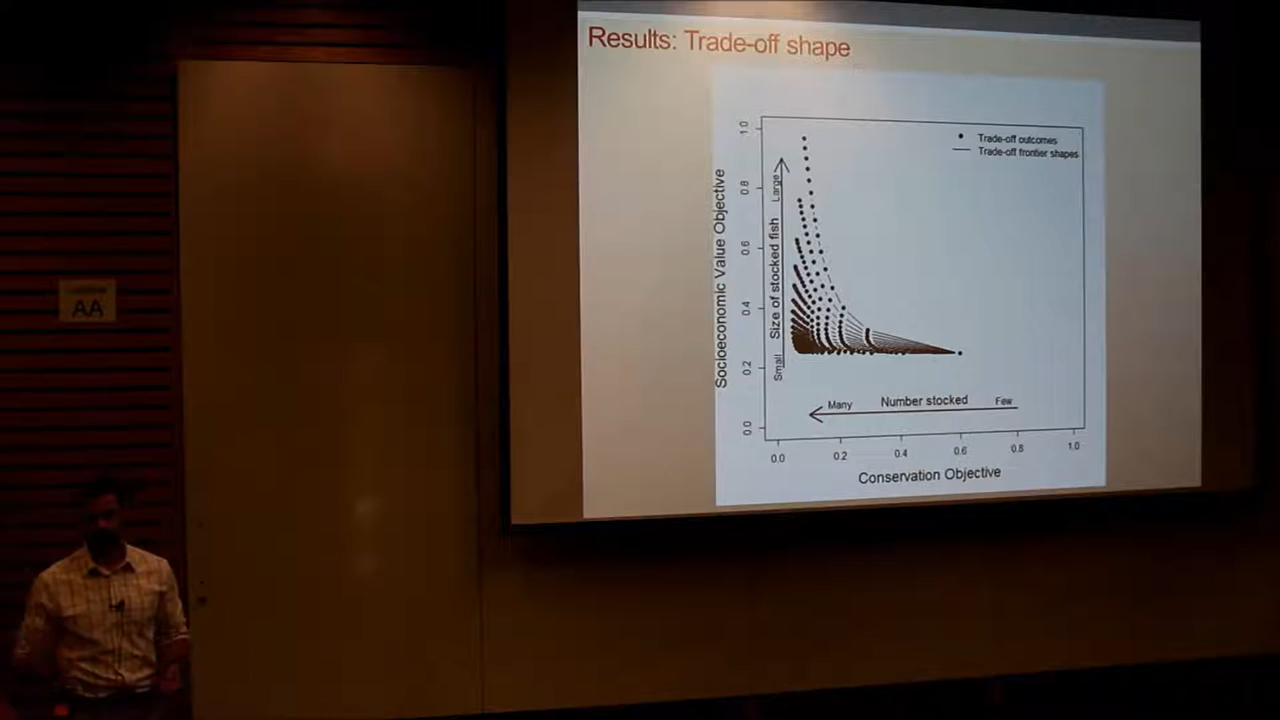 Results: Trade-off shape
Trade-off outcomes
Trade-off frontier shapes
Socioeconomic Value Objective
1.0
0.8
0.6
0.4
0.2
0.0
Large
Size of stocked fish
Small
Many
Number stocked
Few
0.0
0.2
0.4
0.6
0.8
1.0
Conservation Objective
AA